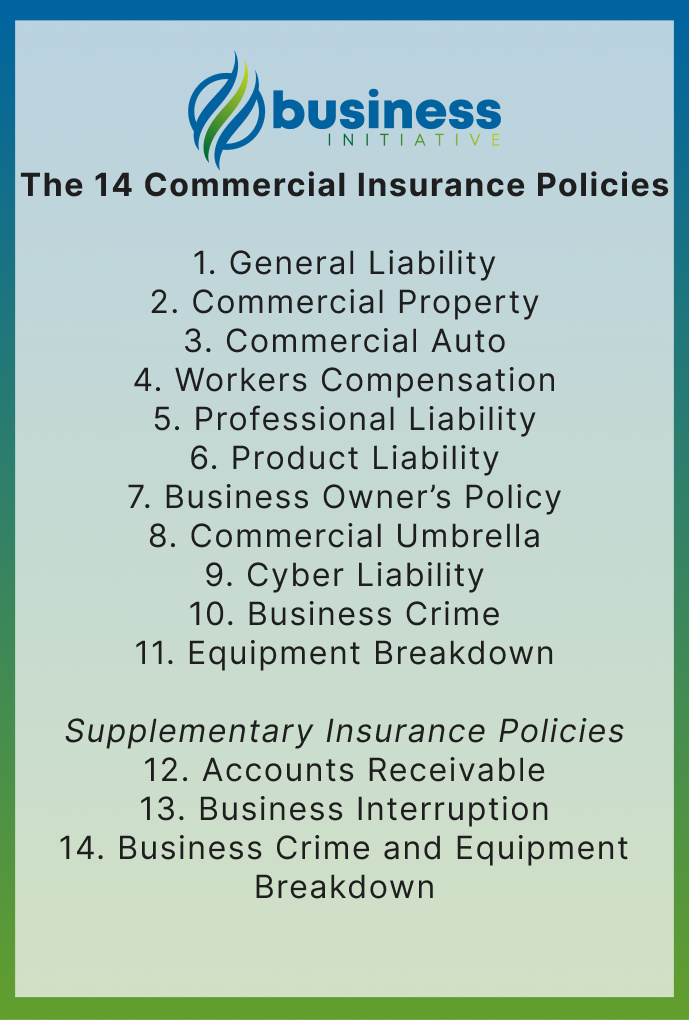 business
INITIATIVE
The 14 Commercial Insurance Policies
1. General Liability
2. Commercial Property
3. Commercial Auto
4. Workers Compensation
5. Professional Liability
6. Product Liability
7. Business Owner’s Policy
8. Commercial Umbrella
9. Cyber Liability
10. Business Crime
11. Equipment Breakdown
Supplementary Insurance Policies
12. Accounts Receivable
13. Business Interruption
14. Business Crime and Equipment
Breakdown